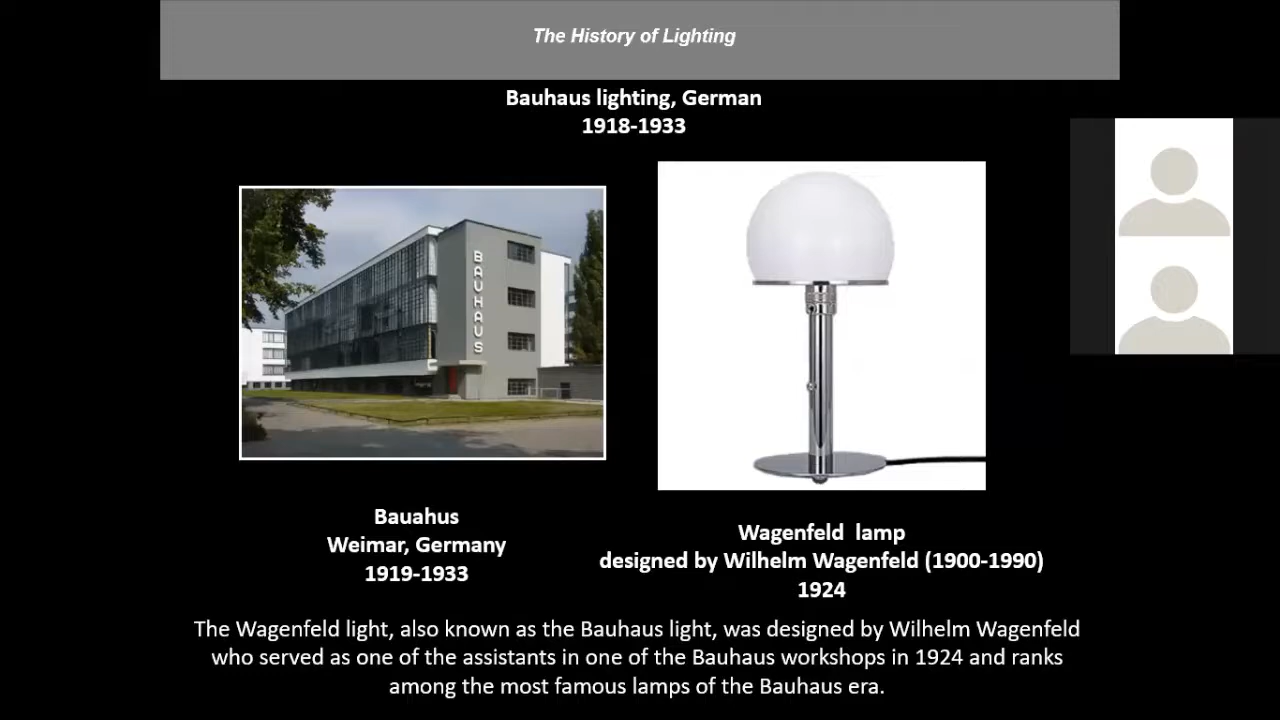 The History of Lighting
Bauhaus lighting, German
1918-1933
BAUHAUS
Bauahus
Weimar, Germany
1919-1933
Wagenfeld lamp
designed by Wilhelm Wagenfeld (1900-1990)
1924
The Wagenfeld light, also known as the Bauhaus light, was designed by Wilhelm Wagenfeld
who served as one of the assistants in one of the Bauhaus workshops in 1924 and ranks
among the most famous lamps of the Bauhaus era.